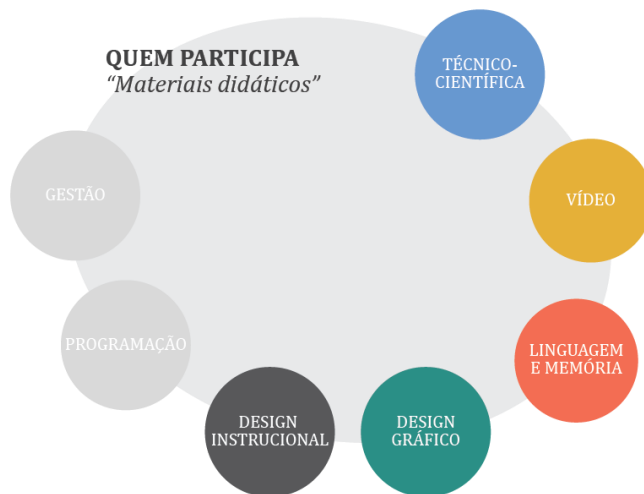 QUEM PARTICIPA
“Materiais didáticos”
TÉCNICO-
CIENTÍFICA
GESTÃO
VÍDEO
PROGRAMAÇÃO
LINGUAGEM
E MEMÓRIA
DESIGN
INSTRUCIONAL
DESIGN
GRÁFICO